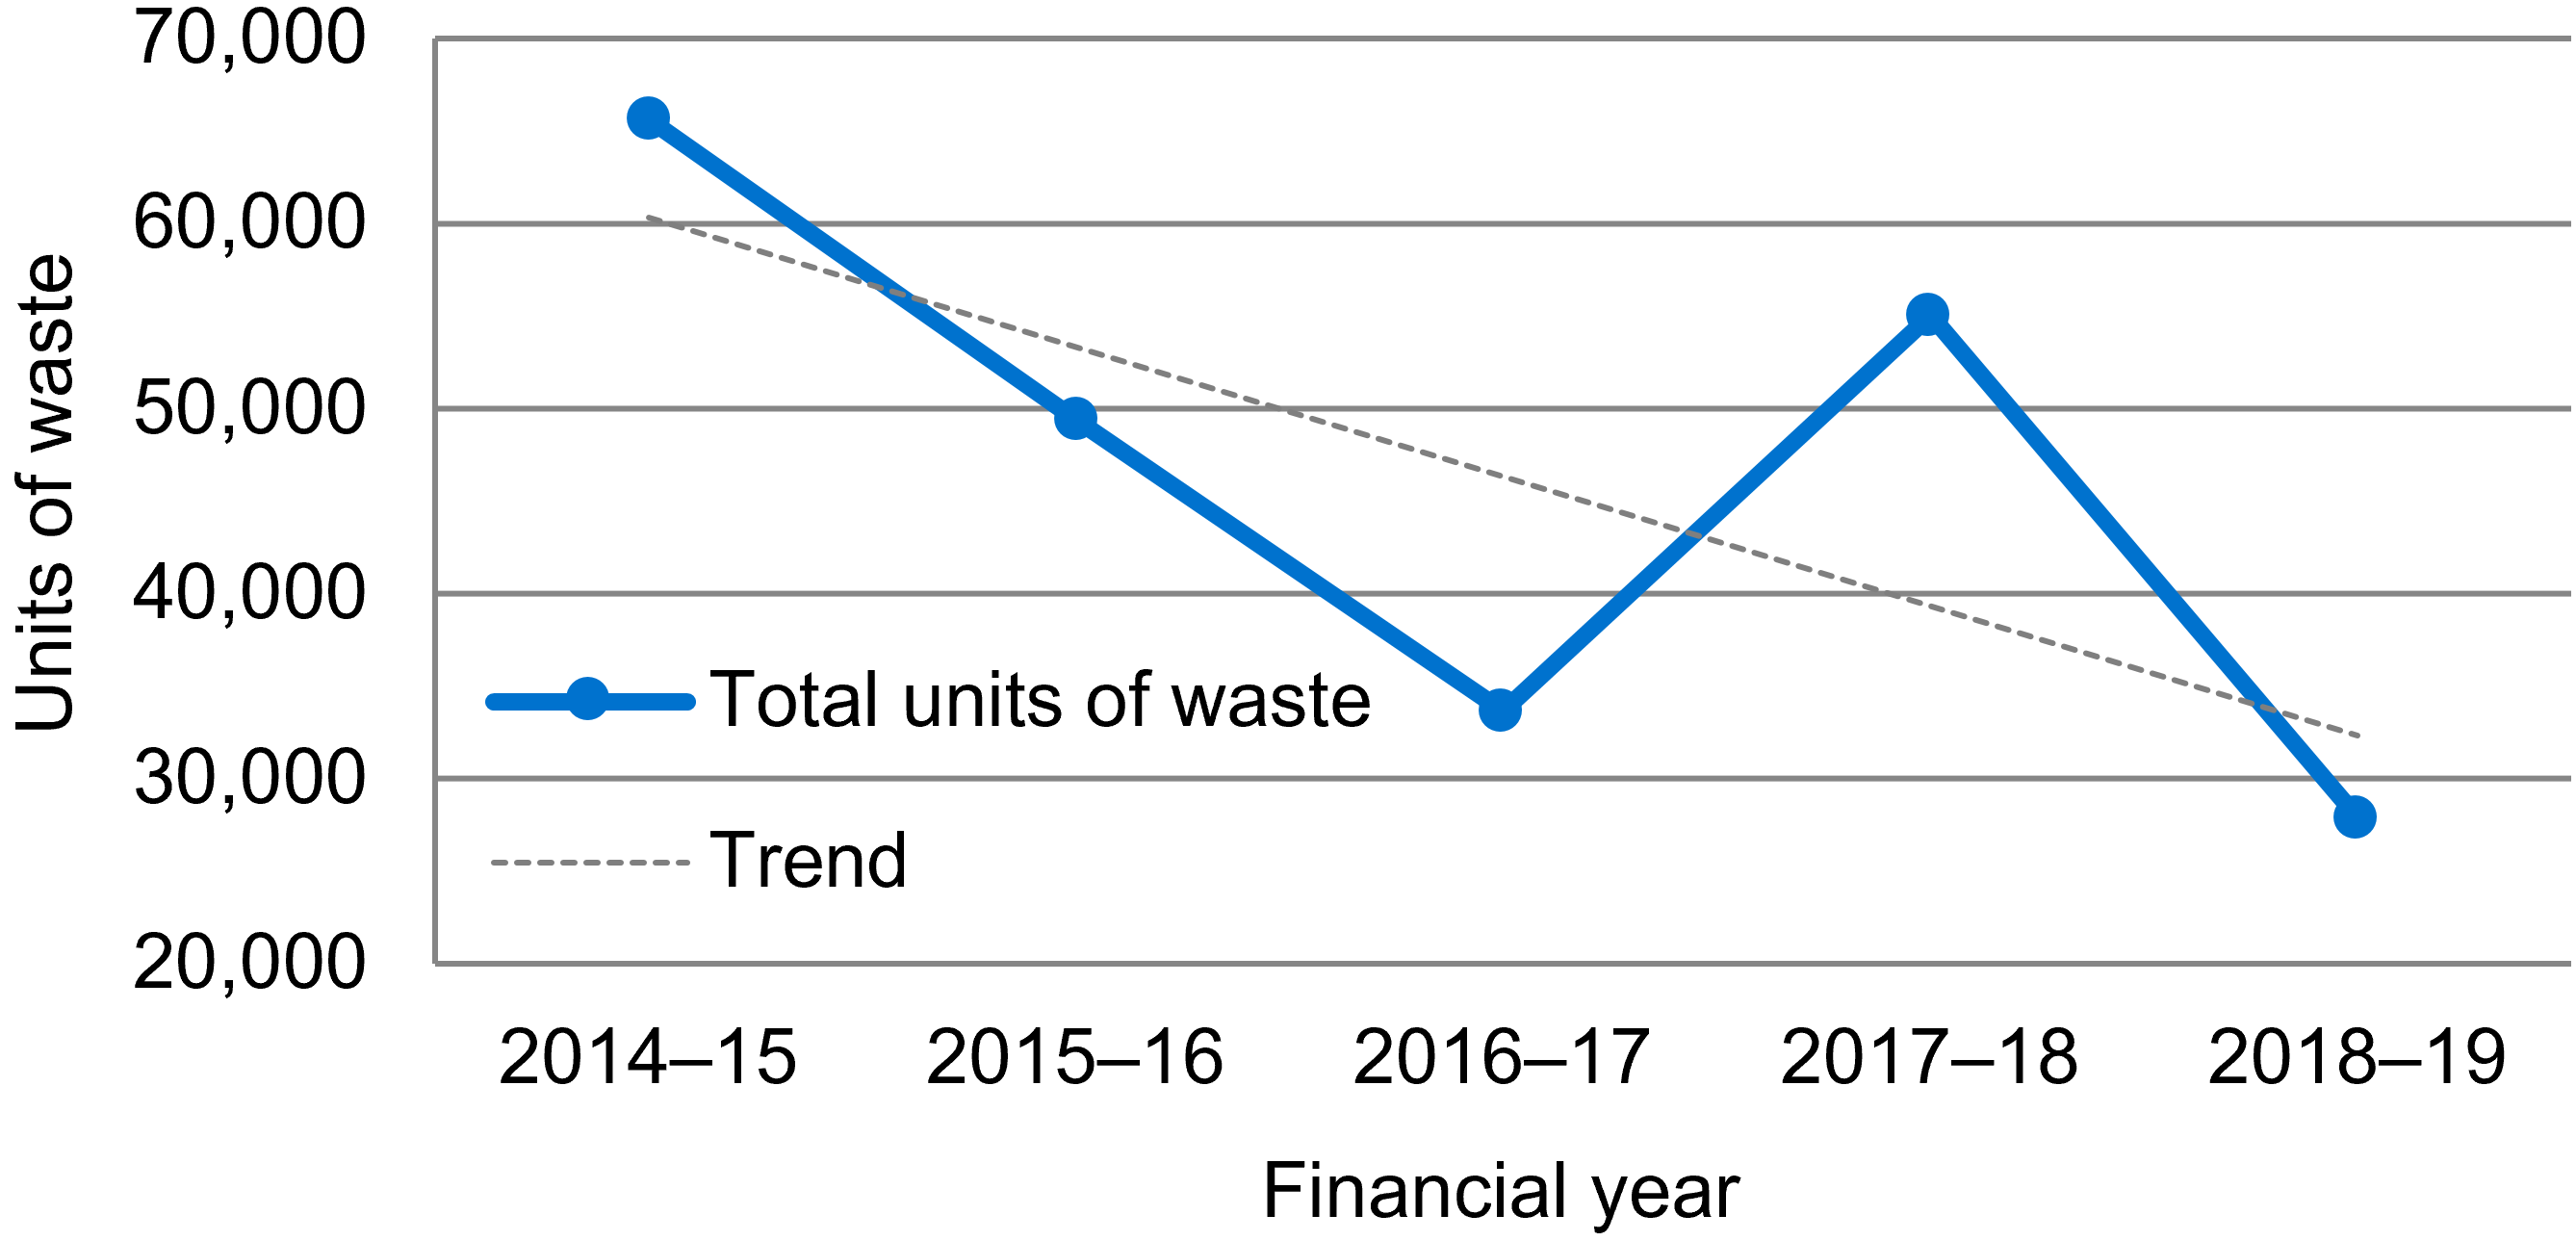 70,000
60,000
50,000
40,000
30,000
20,000
Units of waste
Total units of waste
Trend
2014–15 2015–16 2016–17 2017–18 2018–19
Financial year